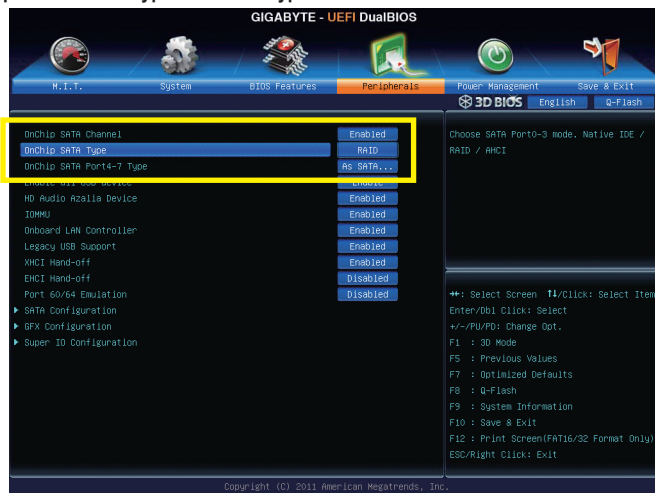 GIGABYTE - UEFI DualBIOS
M.I.T. System BIOS Features Peripherals Power Management Save & Exit
3D BIOS English Q-Flash
OnChip SATA Channel Enabled
OnChip SATA Type RAID
OnChip SATA Port4-7 Type As SATA...
HD Audio Azalia Device Enabled
IOMMU Enabled
Onboard LAN Controller Enabled
Legacy USB Support Enabled
XHCI Hand-off Enabled
EHCI Hand-off Disabled
Port 60/64 Emulation Disabled
SATA Configuration
GFX Configuration
Super IO Configuration
Choose SATA Port0-3 mode. Native IDE /
RAID / AHCI
→←: Select Screen ↑↓/Click: Select Item
Enter/Dbl Click: Select
+/-/PU/PD: Change Opt.
F1 : 3D Mode
F5 : Previous Values
F7 : Optimized Defaults
F8 : Q-Flash
F9 : System Information
F10 : Save & Exit
F12 : Print Screen(FAT16/32 Format Only)
ESC/Right Click: Exit
Copyright (C) 2011 American Megatrends, Inc.